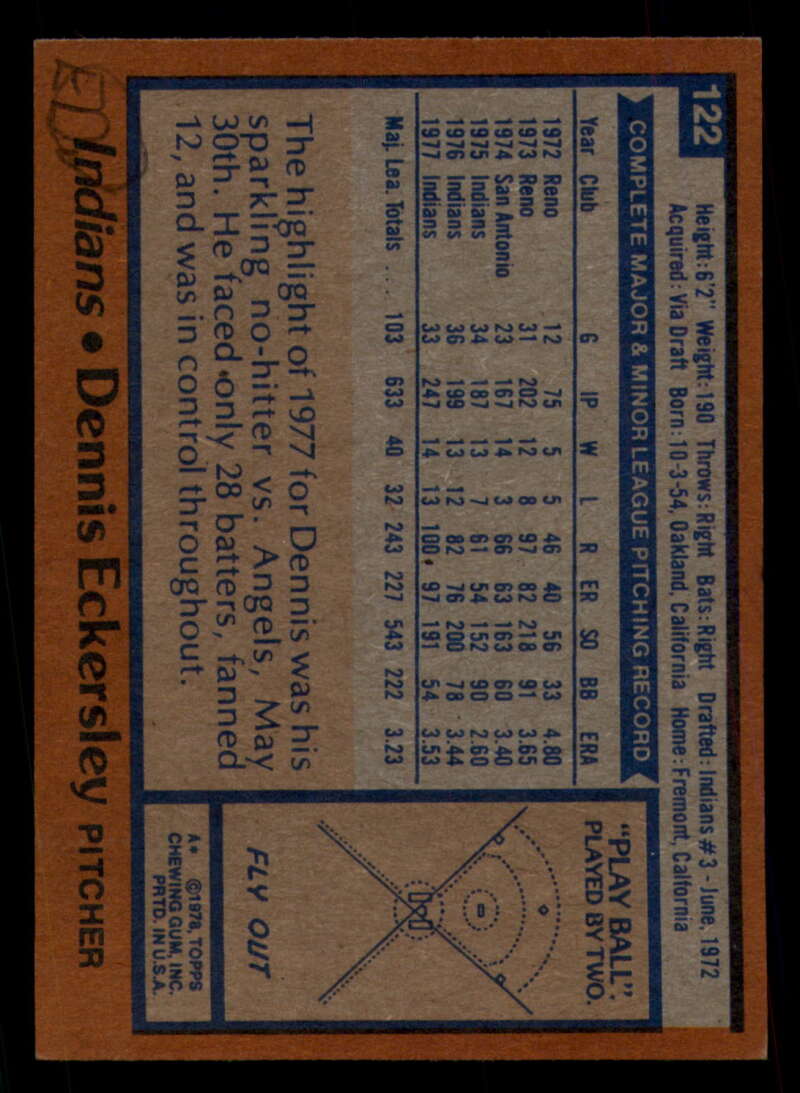 122
Height: 6'2" Weight: 190 Throws: Right Bats: Right Drafted: Indians #3 - June, 1972
Acquired: Via Draft Born: 10-3-54, Oakland, California Home: Fremont, Calfornia
COMPLETE MAJOR & MINOR LEAGUE PITCHING RECORD
Year Club G IP W L R ER SO BB ERA
1972 Reno 12 75 5 5 46 40 56 33 4.80
1973 Reno 31 202 12 8 97 82 218 91 3.65
1974 San Antonio 23 167 14 3 66 63 163 60 3.40
1975 Indians 34 187 13 7 61 54 152 90 2.60
1976 Indians 36 199 13 12 82 76 200 78 3.44
1977 Indians 33 247 14 13 100 97 191 54 3.53
Maj. Lea. Totals .... 103 633 40 32 243 227 543 222 3.23
The highlight of 1977 for Dennis was his
sparkling no-hitter vs. Angels, May
30th. He faced only 28 batters, fanned
12, and was in control throughout.
"PLAY BALL".
PLAYED BY TWO.
FLY OUT
A* ©1978, TOPPS
CHEWING GUM, INC.
PRTD. IN U.S.A.
Indians • Dennis Eckersley PITCHER